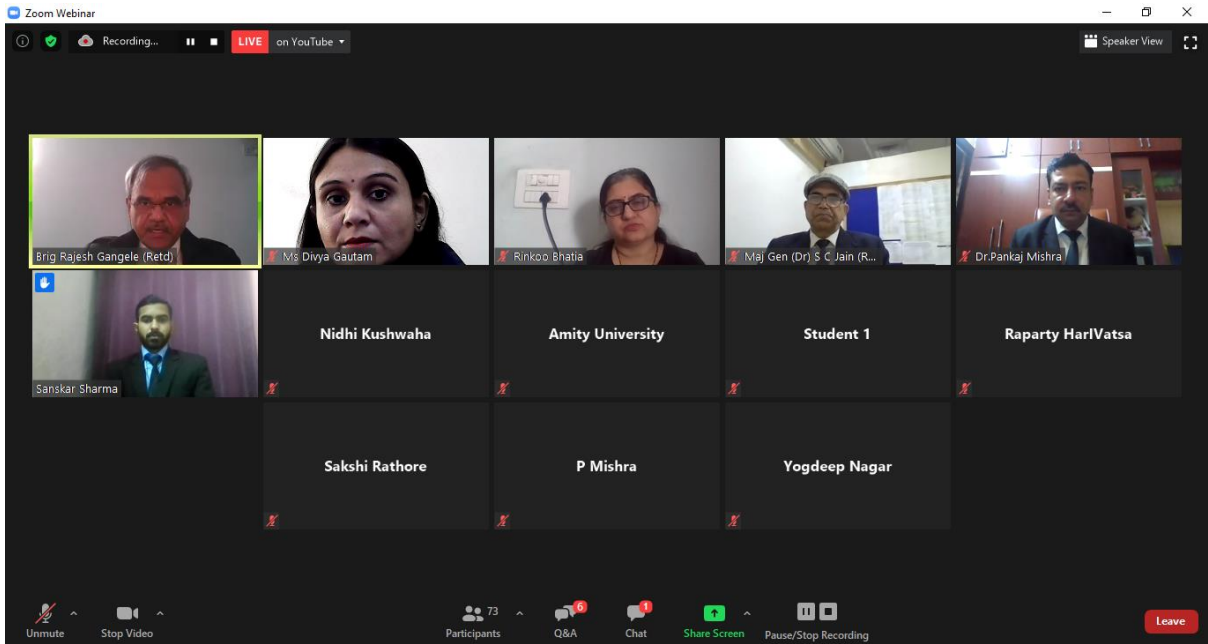 Zoom Webinar
Recording...
LIVE on YouTube
Speaker View
Brig Rajesh Gangele (Retd)
Ms Divya Gautam
Rinkoo Bhatia
Maj Gen (Dr) S C Jain (R...
Dr.Pankaj Mishra
Sanskar Sharma
Nidhi Kushwaha
Amity University
Student 1
Raparty HarIVatsa
Sakshi Rathore
P Mishra
Yogdeep Nagar
Unmute
Stop Video
73
Participants
6
Q&A
1
Chat
Share Screen
Pause/Stop Recording
Leave